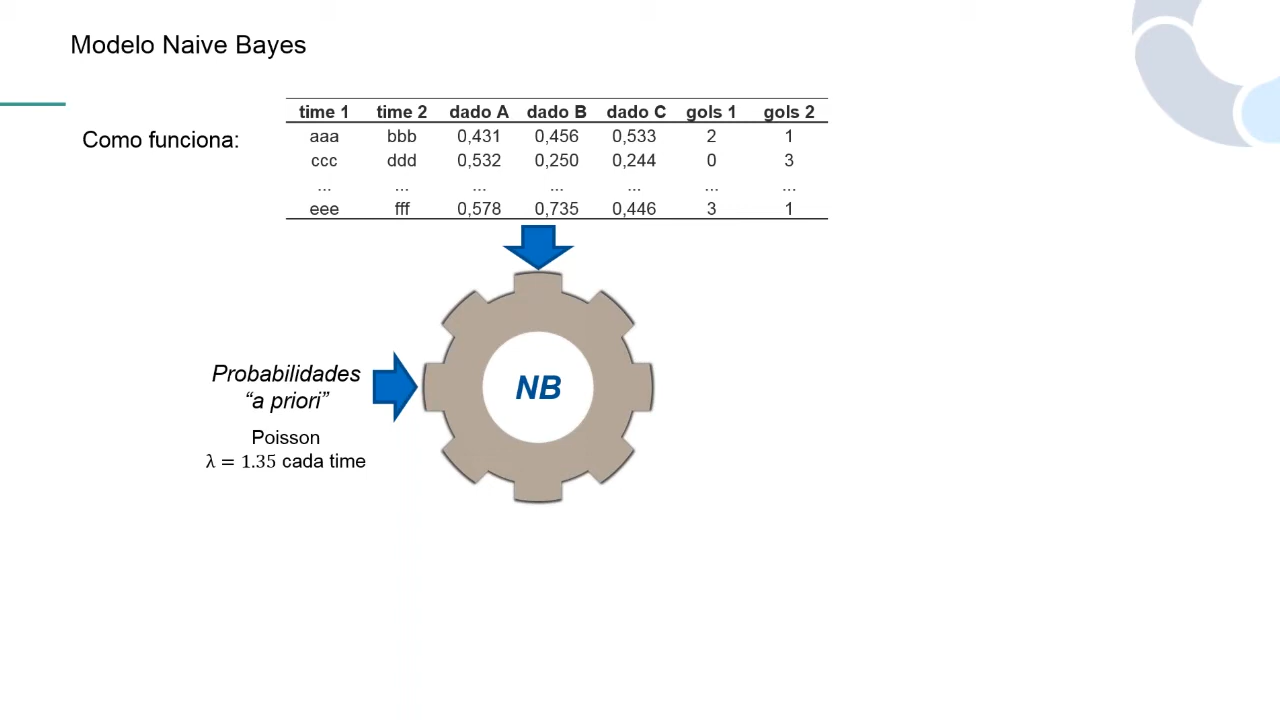 Modelo Naive Bayes
Como funciona:
time 1 time 2 dado A dado B dado C gols 1 gols 2
aaa bbb 0,431 0,456 0,533 2 1
ccc ddd 0,532 0,250 0,244 0 3
... ... ... ... ... ... ...
eee fff 0,578 0,735 0,446 3 1
Probabilidades
“a priori”
Poisson
λ = 1.35 cada time
NB